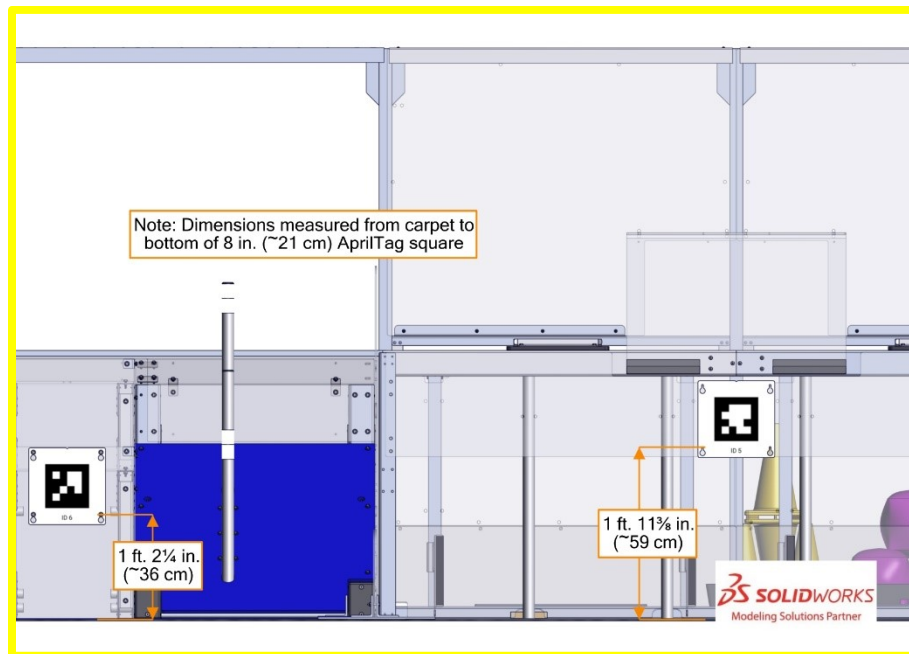 Note: Dimensions measured from carpet to
bottom of 8 in. (~21 cm) AprilTag square
ID 5
ID 6
1 ft. 2¼ in.
(~36 cm)
1 ft. 11⅜ in.
(~59 cm)
SOLIDWORKS
Modeling Solutions Partner